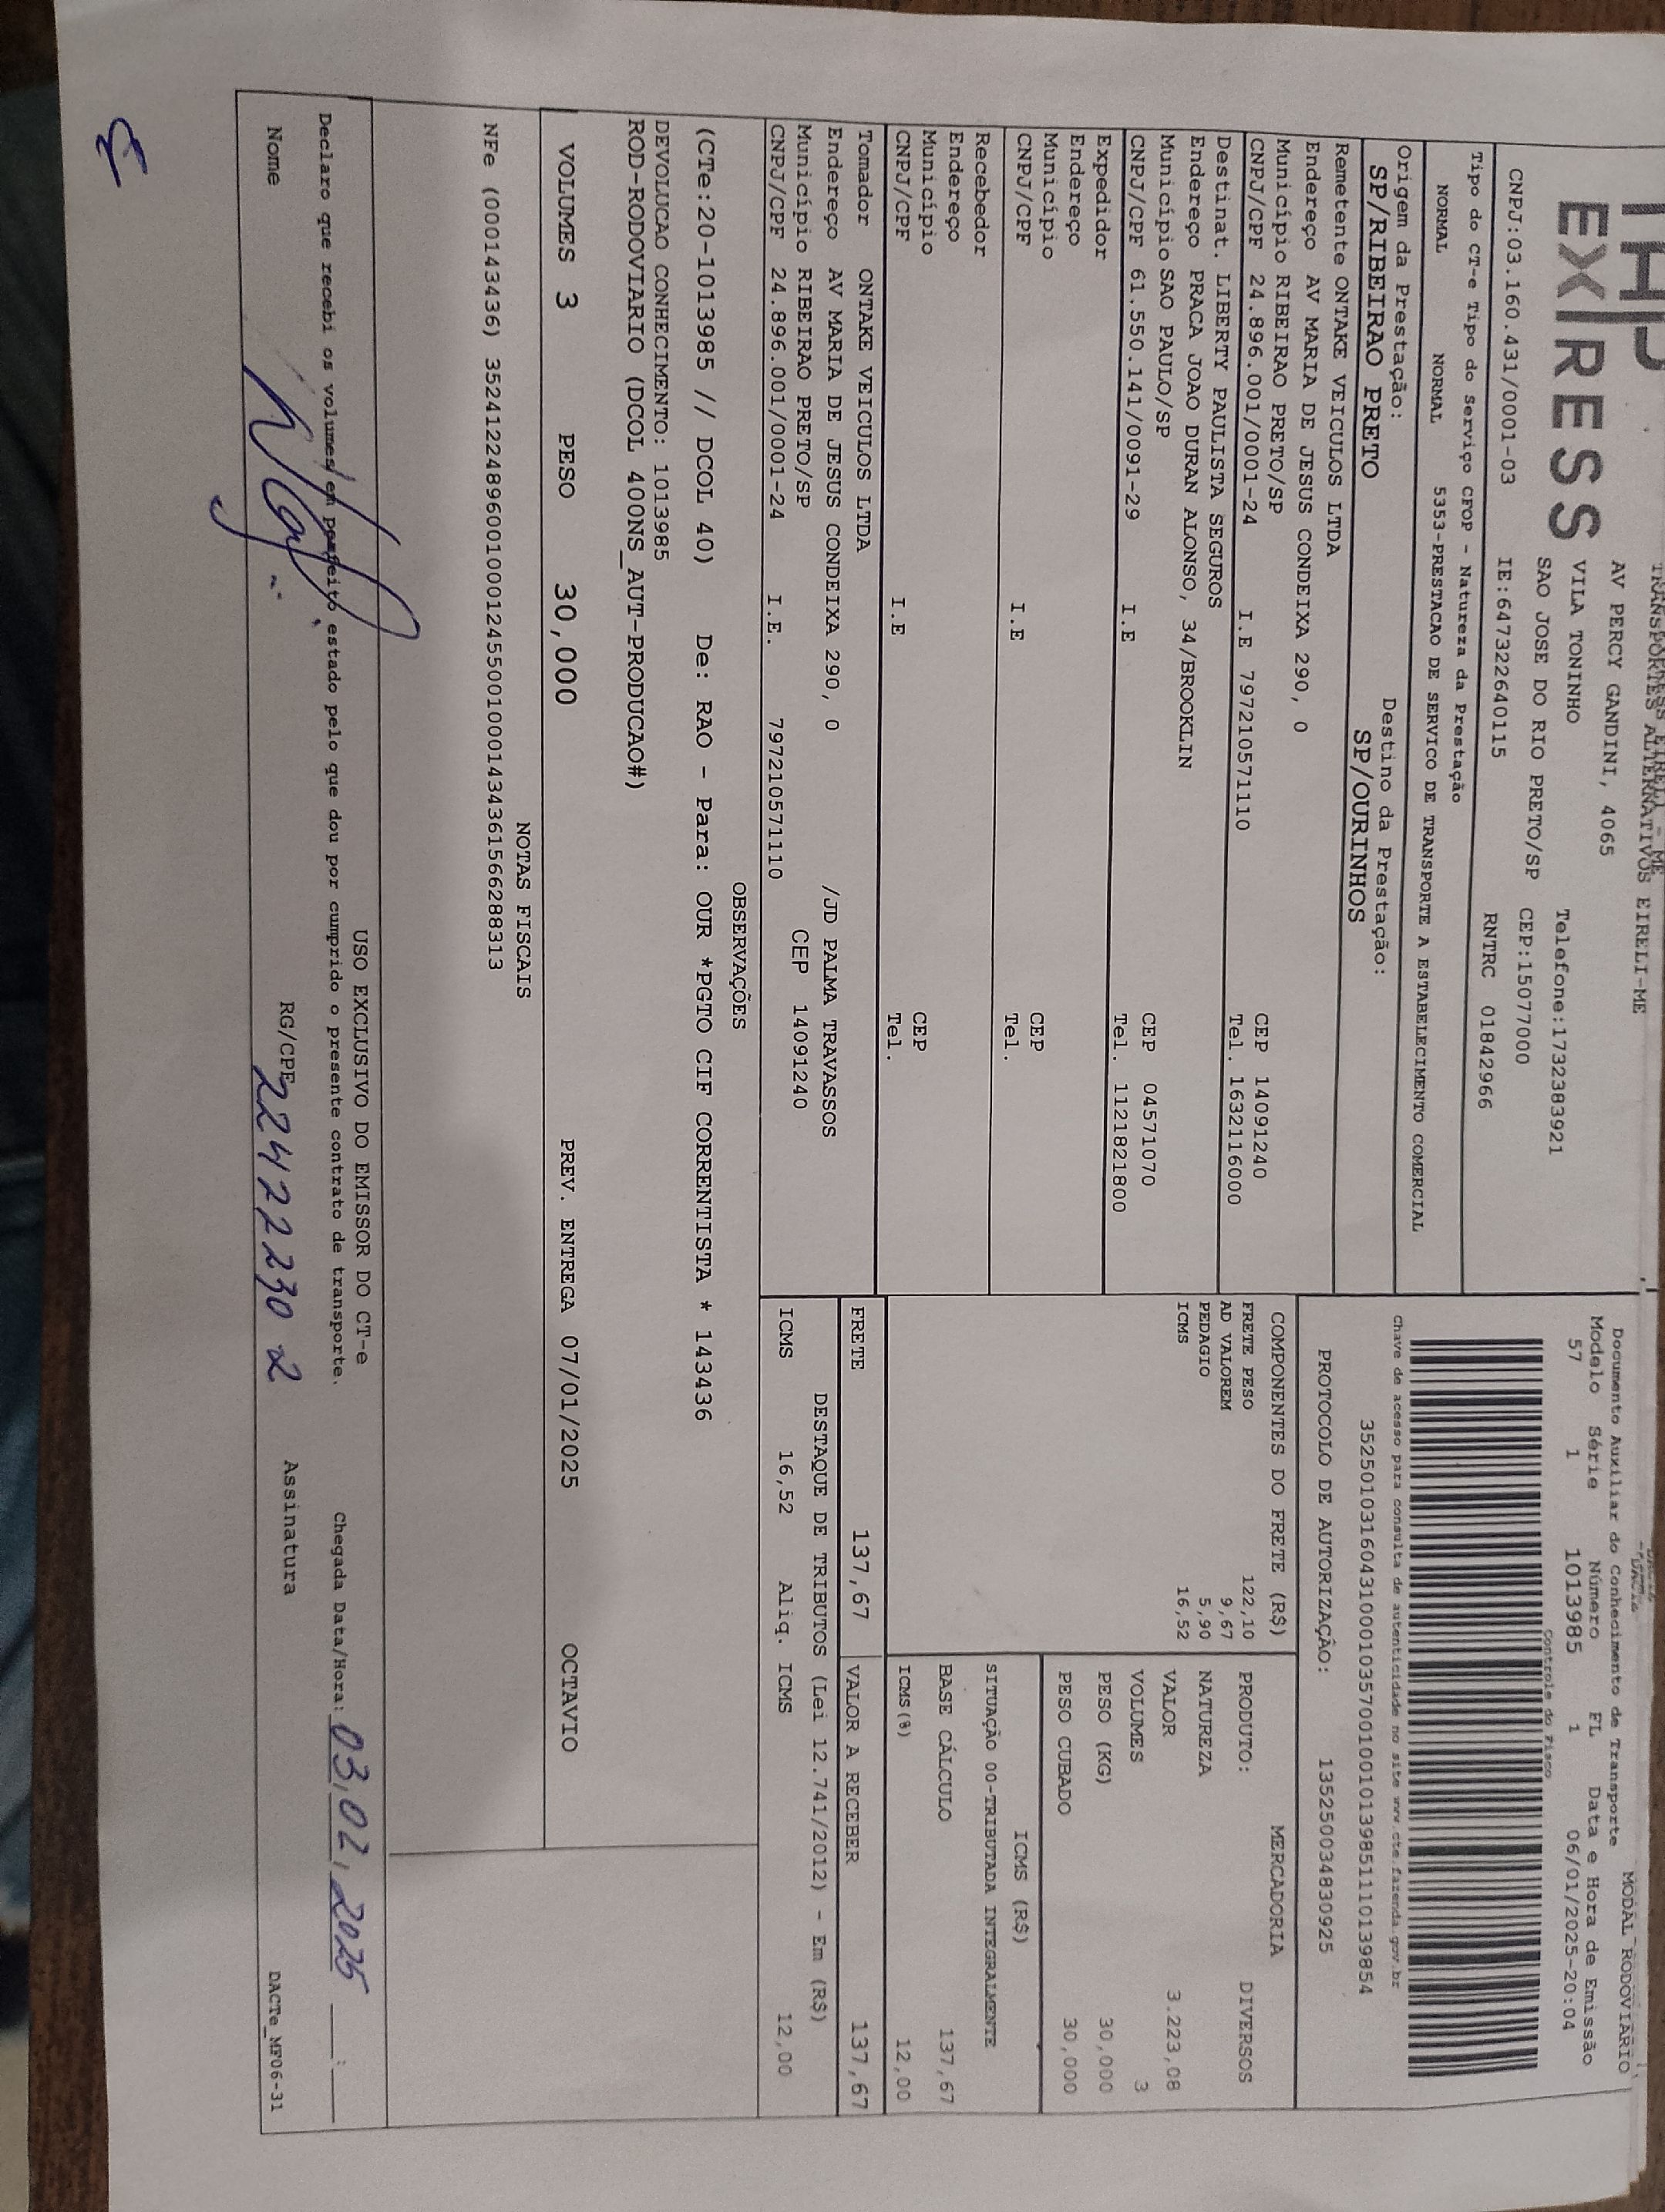 THP
EXPRESS
TRANSPORTES ALTERNATIVOS EIRELI-ME
AV PERCY GANDINI, 4065
VILA TONINHO
Telefone:1732383921
SAO JOSE DO RIO PRETO/SP
CEP:15077000
CNPJ:03.160.431/0001-03
IE:647322640115
RNTRC 01842966
MODAL RODOVIÁRIO
Documento Auxiliar do Conhecimento de Transporte
Modelo Série Número FL Data e Hora de Emissão
57 1 1013985 1 06/01/2025-20:04
Controle do Fisco
Chave de acesso para consulta de autenticidade no site www.cte.fazenda.gov.br
35250103160431000103570010010139851110139854
PROTOCOLO DE AUTORIZAÇÃO: 135250034830925
Tipo do CT-e Tipo do Serviço CFOP - Natureza da Prestação
NORMAL NORMAL 5353-PRESTACAO DE SERVICO DE TRANSPORTE A ESTABELECIMENTO COMERCIAL
Origem da Prestação: Destino da Prestação:
SP/RIBEIRAO PRETO SP/OURINHOS
Remetente ONTAKE VEICULOS LTDA
Endereço AV MARIA DE JESUS CONDEIXA 290, 0
Município RIBEIRAO PRETO/SP CEP 14091240
CNPJ/CPF 24.896.001/0001-24 I.E 797210571110 Tel. 1632116000
Destinat. LIBERTY PAULISTA SEGUROS
Endereço PRACA JOAO DURAN ALONSO, 34/BROOKLIN
Município SAO PAULO/SP CEP 04571070
CNPJ/CPF 61.550.141/0091-29 I.E Tel. 1121821800
Expedidor
Endereço
Município CEP
CNPJ/CPF I.E Tel.
Recebedor
Endereço
Município CEP
CNPJ/CPF I.E Tel.
Tomador ONTAKE VEICULOS LTDA
Endereço AV MARIA DE JESUS CONDEIXA 290, 0 /JD PALMA TRAVASSOS
Município RIBEIRAO PRETO/SP CEP 14091240
CNPJ/CPF 24.896.001/0001-24 I.E. 797210571110
COMPONENTES DO FRETE (R$)
FRETE PESO 122,10
AD VALOREM 9,67
PEDAGIO 5,90
ICMS 16,52
MERCADORIA
PRODUTO: DIVERSOS
NATUREZA
VALOR 3.223,08
VOLUMES 3
PESO (KG) 30,000
PESO CUBADO 30,000
ICMS (R$)
SITUAÇÃO 00-TRIBUTADA INTEGRALMENTE
BASE CÁLCULO 137,67
ICMS(%) 12,00
FRETE 137,67 VALOR A RECEBER 137,67
DESTAQUE DE TRIBUTOS (Lei 12.741/2012) - Em (R$)
ICMS 16,52 Aliq. ICMS 12,00
OBSERVAÇÕES
(CTe:20-1013985 // DCOL 40) De: RAO - Para: OUR *PGTO CIF CORRENTISTA * 143436
DEVOLUCAO CONHECIMENTO: 1013985
ROD-RODOVIARIO (DCOL 400NS_AUT-PRODUCAO#)
VOLUMES 3 PESO 30,000 PREV. ENTREGA 07/01/2025 OCTAVIO
NOTAS FISCAIS
NFe (000143436) 35241224896001000124550010001434361566288313
USO EXCLUSIVO DO EMISSOR DO CT-e
Declaro que recebi os volumes em perfeito estado pelo que dou por cumprido o presente contrato de transporte.
Chegada Data/Hora: 03/02/2025 ___:___
Nome RG/CPF 22422230 2 Assinatura
DACTe_MF06-31